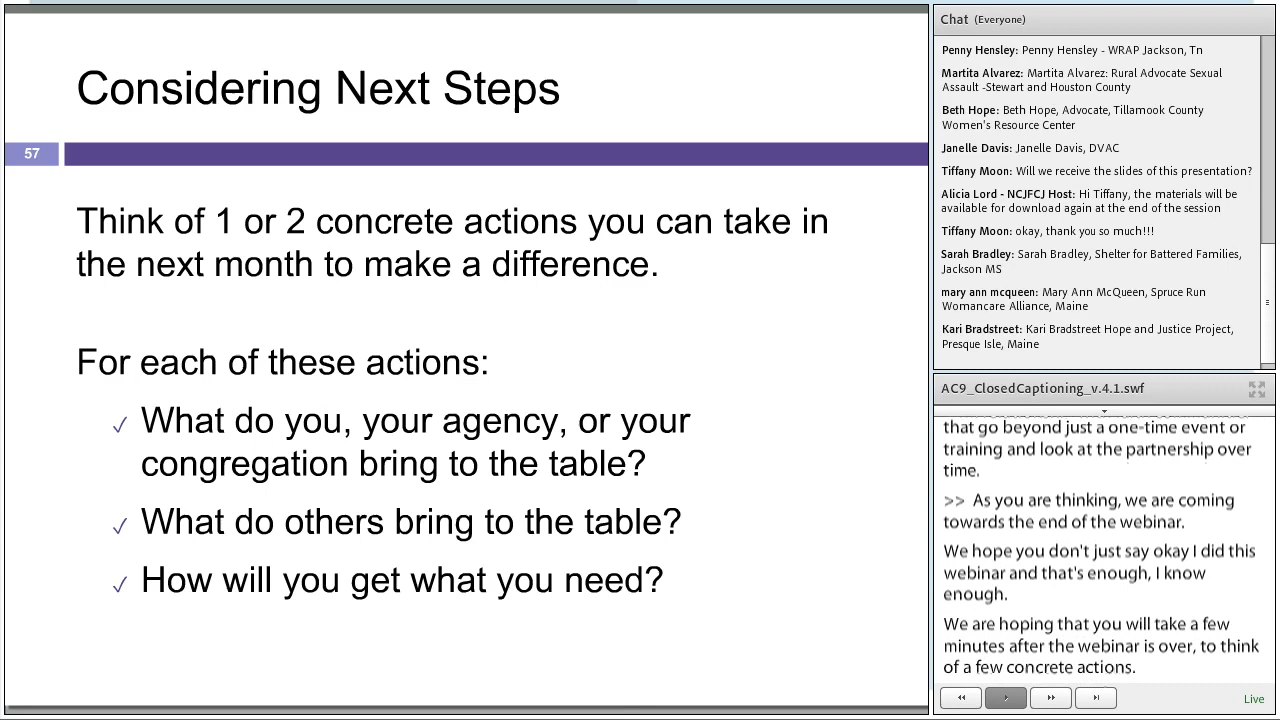 Considering Next Steps
57
Think of 1 or 2 concrete actions you can take in
the next month to make a difference.
For each of these actions:
✓ What do you, your agency, or your
congregation bring to the table?
✓ What do others bring to the table?
✓ How will you get what you need?
Chat (Everyone)
Penny Hensley: Penny Hensley - WRAP Jackson, Tn
Martita Alvarez: Martita Alvarez: Rural Advocate Sexual
Assault -Stewart and Houston County
Beth Hope: Beth Hope, Advocate, Tillamook County
Women's Resource Center
Janelle Davis: Janelle Davis, DVAC
Tiffany Moon: Will we receive the slides of this presentation?
Alicia Lord - NCJFCJ Host: Hi Tiffany, the materials will be
available for download again at the end of the session
Tiffany Moon: okay, thank you so much!!!
Sarah Bradley: Sarah Bradley, Shelter for Battered Families,
Jackson MS
mary ann mcqueen: Mary Ann McQueen, Spruce Run
Womancare Alliance, Maine
Kari Bradstreet: Kari Bradstreet Hope and Justice Project,
Presque Isle, Maine
AC9_ClosedCaptioning_v.4.1.swf
that go beyond just a one-time event or
training and look at the partnership over
time.
>> As you are thinking, we are coming
towards the end of the webinar.
We hope you don't just say okay I did this
webinar and that's enough, I know
enough.
We are hoping that you will take a few
minutes after the webinar is over, to think
of a few concrete actions.
Live